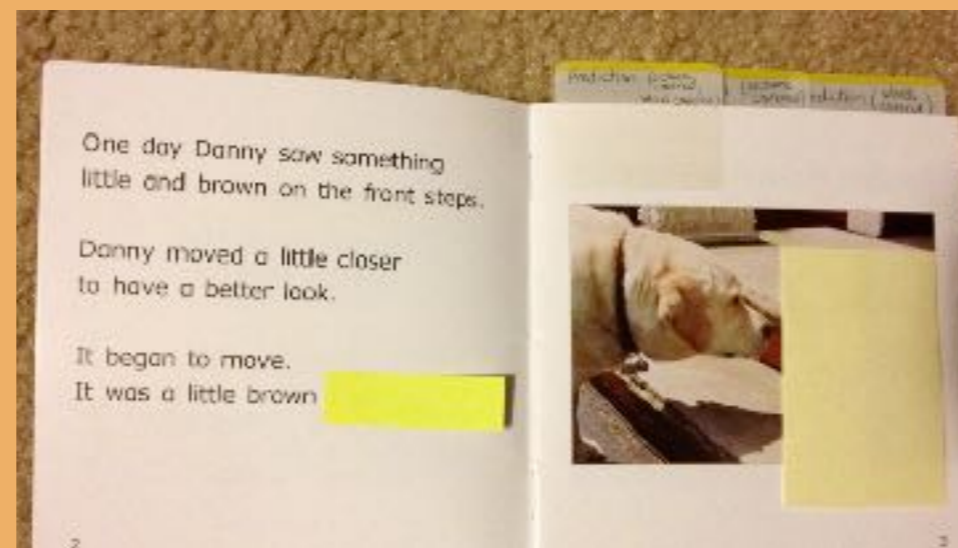 One day Danny saw something
little and brown on the front steps.
Danny moved a little closer
to have a better look.
It began to move.
It was a little brown
2
3
Prediction